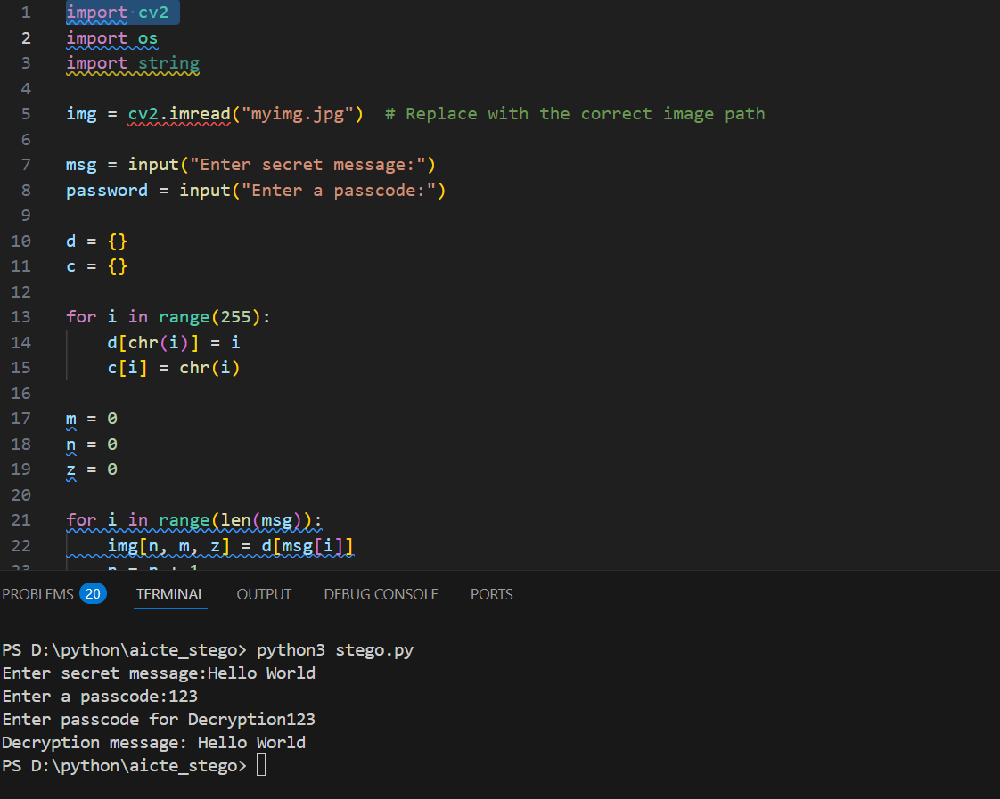 1 import cv2
2 import os
3 import string
4
5 img = cv2.imread("myimg.jpg")  # Replace with the correct image path
6
7 msg = input("Enter secret message:")
8 password = input("Enter a passcode:")
9
10 d = {}
11 c = {}
12
13 for i in range(255):
14     d[chr(i)] = i
15     c[i] = chr(i)
16
17 m = 0
18 n = 0
19 z = 0
20
21 for i in range(len(msg)):
22     img[n, m, z] = d[msg[i]]
23     n = n + 1
PROBLEMS 20 TERMINAL OUTPUT DEBUG CONSOLE PORTS
PS D:\python\aicte_stego> python3 stego.py
Enter secret message:Hello World
Enter a passcode:123
Enter passcode for Decryption123
Decryption message: Hello World
PS D:\python\aicte_stego>